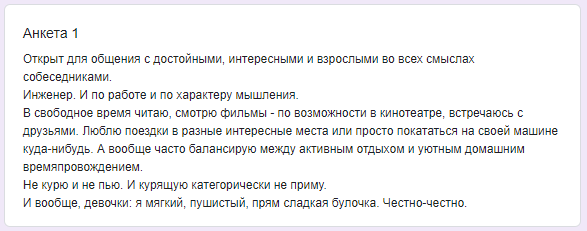 Анкета 1
Открыт для общения с достойными, интересными и взрослыми во всех смыслах
собеседниками.
Инженер. И по работе и по характеру мышления.
В свободное время читаю, смотрю фильмы - по возможности в кинотеатре, встречаюсь с
друзьями. Люблю поездки в разные интересные места или просто покататься на своей машине
куда-нибудь. А вообще часто балансирую между активным отдыхом и уютным домашним
времяпровождением.
Не курю и не пью. И курящую категорически не приму.
И вообще, девочки: я мягкий, пушистый, прям сладкая булочка. Честно-честно.